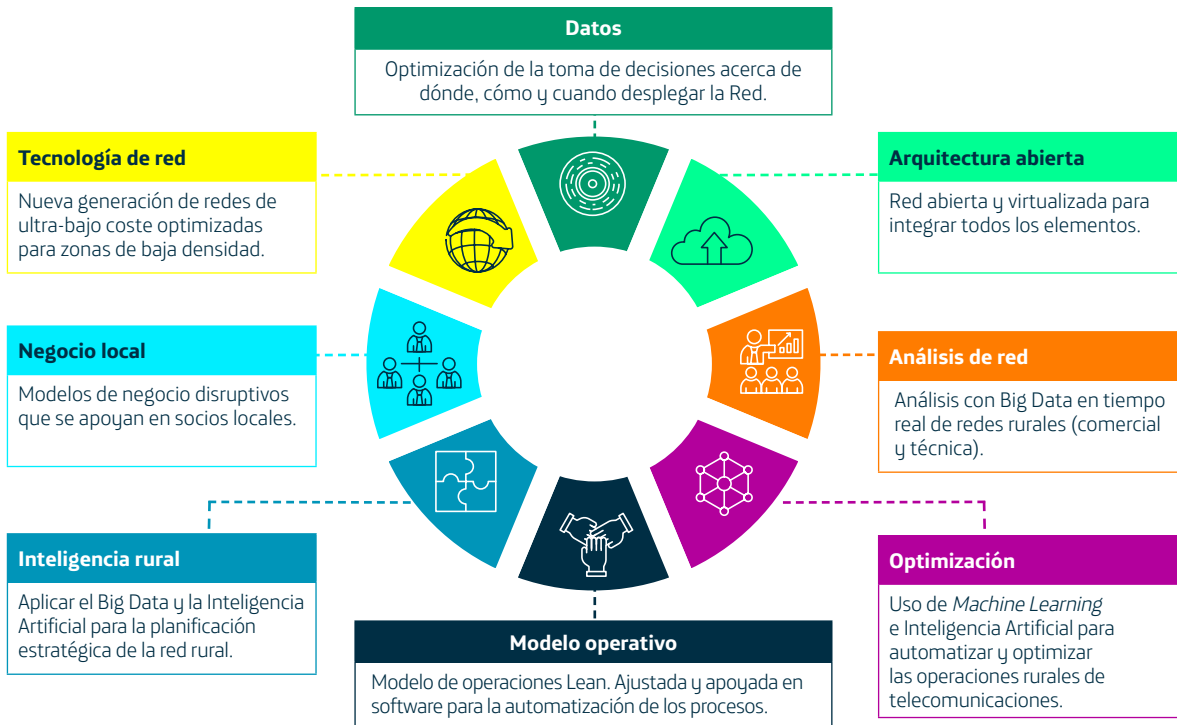 Datos
Optimización de la toma de decisiones acerca de
dónde, cómo y cuando desplegar la Red.
Tecnología de red
Nueva generación de redes de
ultra-bajo coste optimizadas
para zonas de baja densidad.
Arquitectura abierta
Red abierta y virtualizada para
integrar todos los elementos.
Negocio local
Modelos de negocio disruptivos
que se apoyan en socios locales.
Análisis de red
Análisis con Big Data en tiempo
real de redes rurales (comercial
y técnica).
Inteligencia rural
Aplicar el Big Data y la Inteligencia
Artificial para la planificación
estratégica de la red rural.
Modelo operativo
Modelo de operaciones Lean. Ajustada y apoyada en
software para la automatización de los procesos.
Optimización
Uso de Machine Learning
e Inteligencia Artificial para
automatizar y optimizar
las operaciones rurales de
telecomunicaciones.